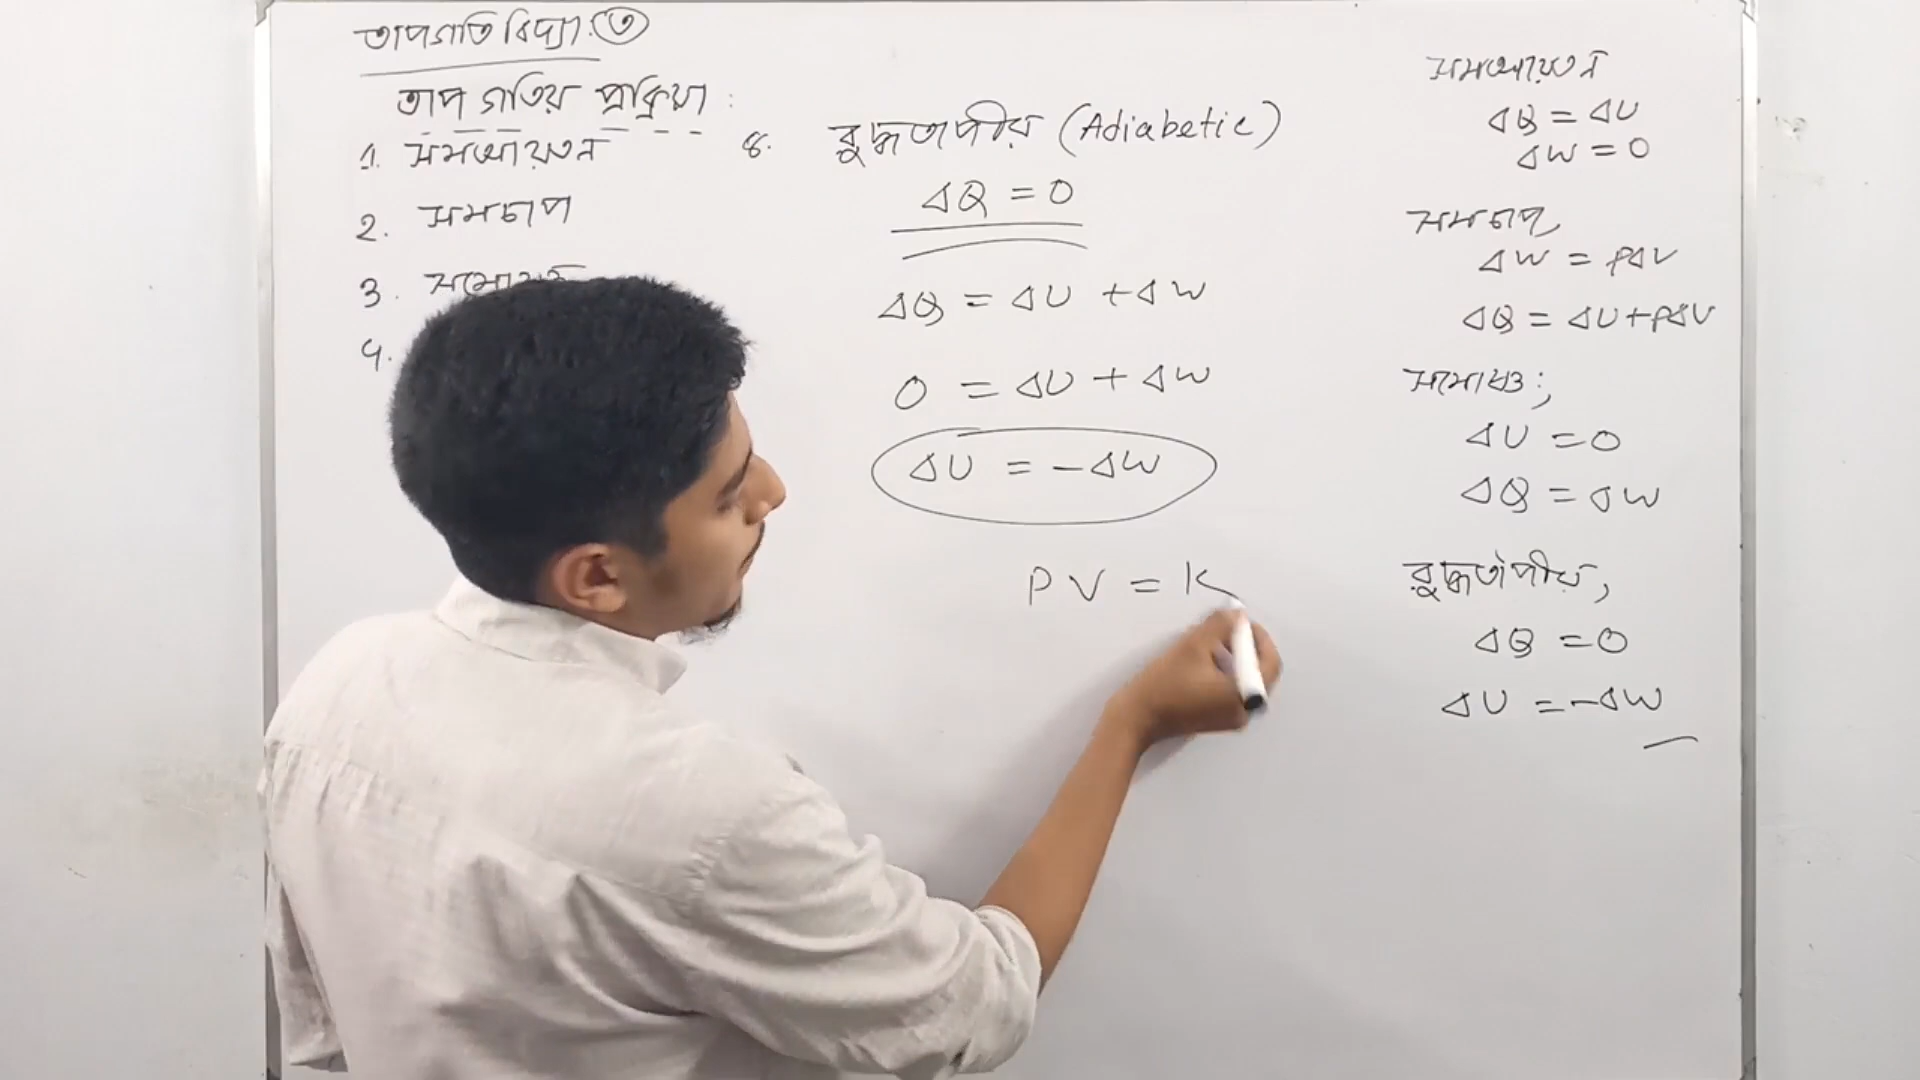 তাপগতি বিদ্যা: ৩
তাপ গতিয় প্রক্রিয়া :
1. সমআয়তন
2. সমচাপ
3.
4.
৪. রুদ্ধতাপীয় (Adiabetic)
ΔQ = 0
ΔQ = ΔU + ΔW
0 = ΔU + ΔW
ΔU = -ΔW
PV = K
সমআয়তন
ΔQ = ΔU
ΔW = 0
সমচাপ,
ΔW = PΔV
ΔQ = ΔU+PΔV
সমোষ্ণ;
ΔU = 0
ΔQ = ΔW
রুদ্ধতাপীয়,
ΔQ = 0
ΔU = -ΔW